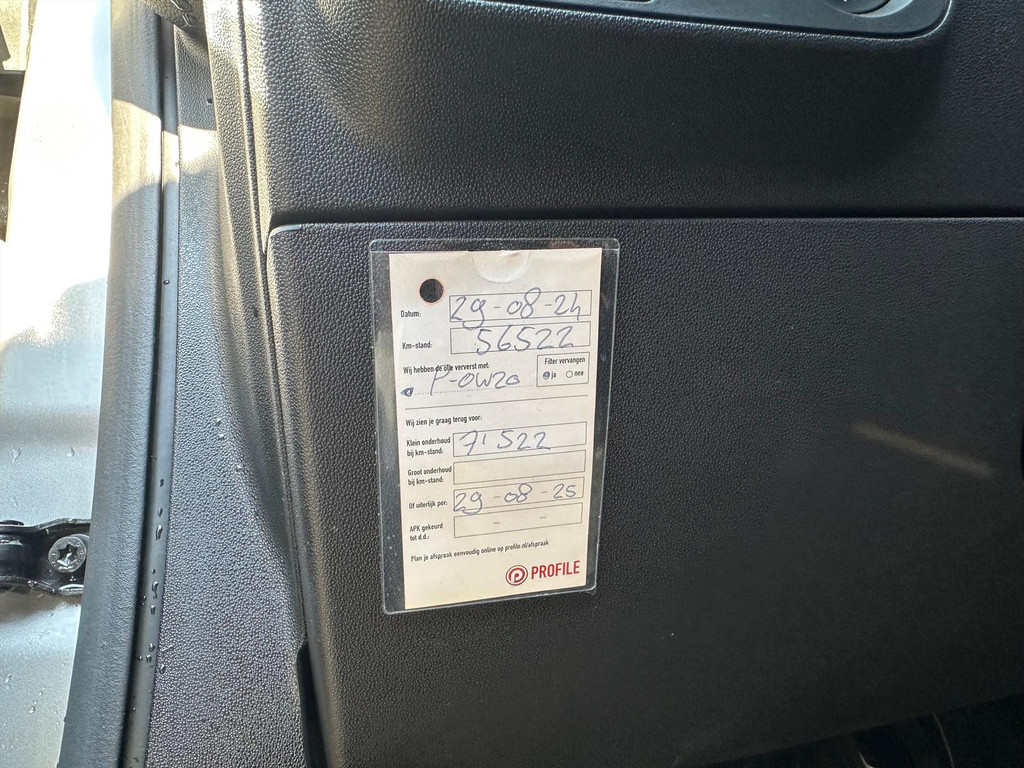 Datum: 29-08-24
Km-stand: 56522
Wij hebben de olie ververst met: Filter vervangen
P-0W20 ja nee
Wij zien je graag terug voor:
Klein onderhoud
bij km-stand: 71'522
Groot onderhoud
bij km-stand:
Of uiterlijk per: 29-08-25
APK gekeurd
tot d.d.: - -
Plan je afspraak eenvoudig online op profile.nl/afspraak
PROFILE